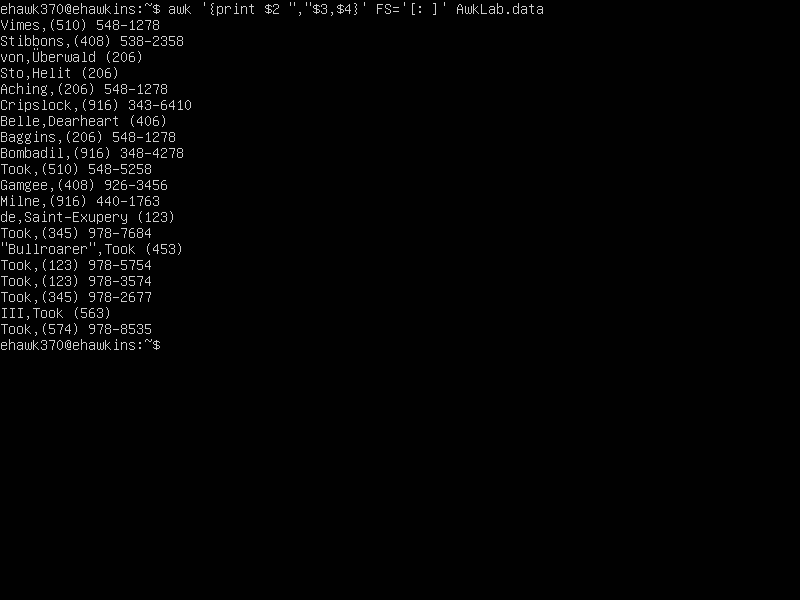 ehawk370@ehawkins:~$ awk '{print $2 ","$3,$4}' FS='[: ]' AwkLab.data
Vimes,(510) 548-1278
Stibbons,(408) 538-2358
von,Überwald (206)
Sto,Helit (206)
Aching,(206) 548-1278
Cripslock,(916) 343-6410
Belle,Dearheart (406)
Baggins,(206) 548-1278
Bombadil,(916) 348-4278
Took,(510) 548-5258
Gamgee,(408) 926-3456
Milne,(916) 440-1763
de,Saint-Exupery (123)
Took,(345) 978-7684
"Bullroarer",Took (453)
Took,(123) 978-5754
Took,(123) 978-3574
Took,(345) 978-2677
III,Took (563)
Took,(574) 978-8535
ehawk370@ehawkins:~$